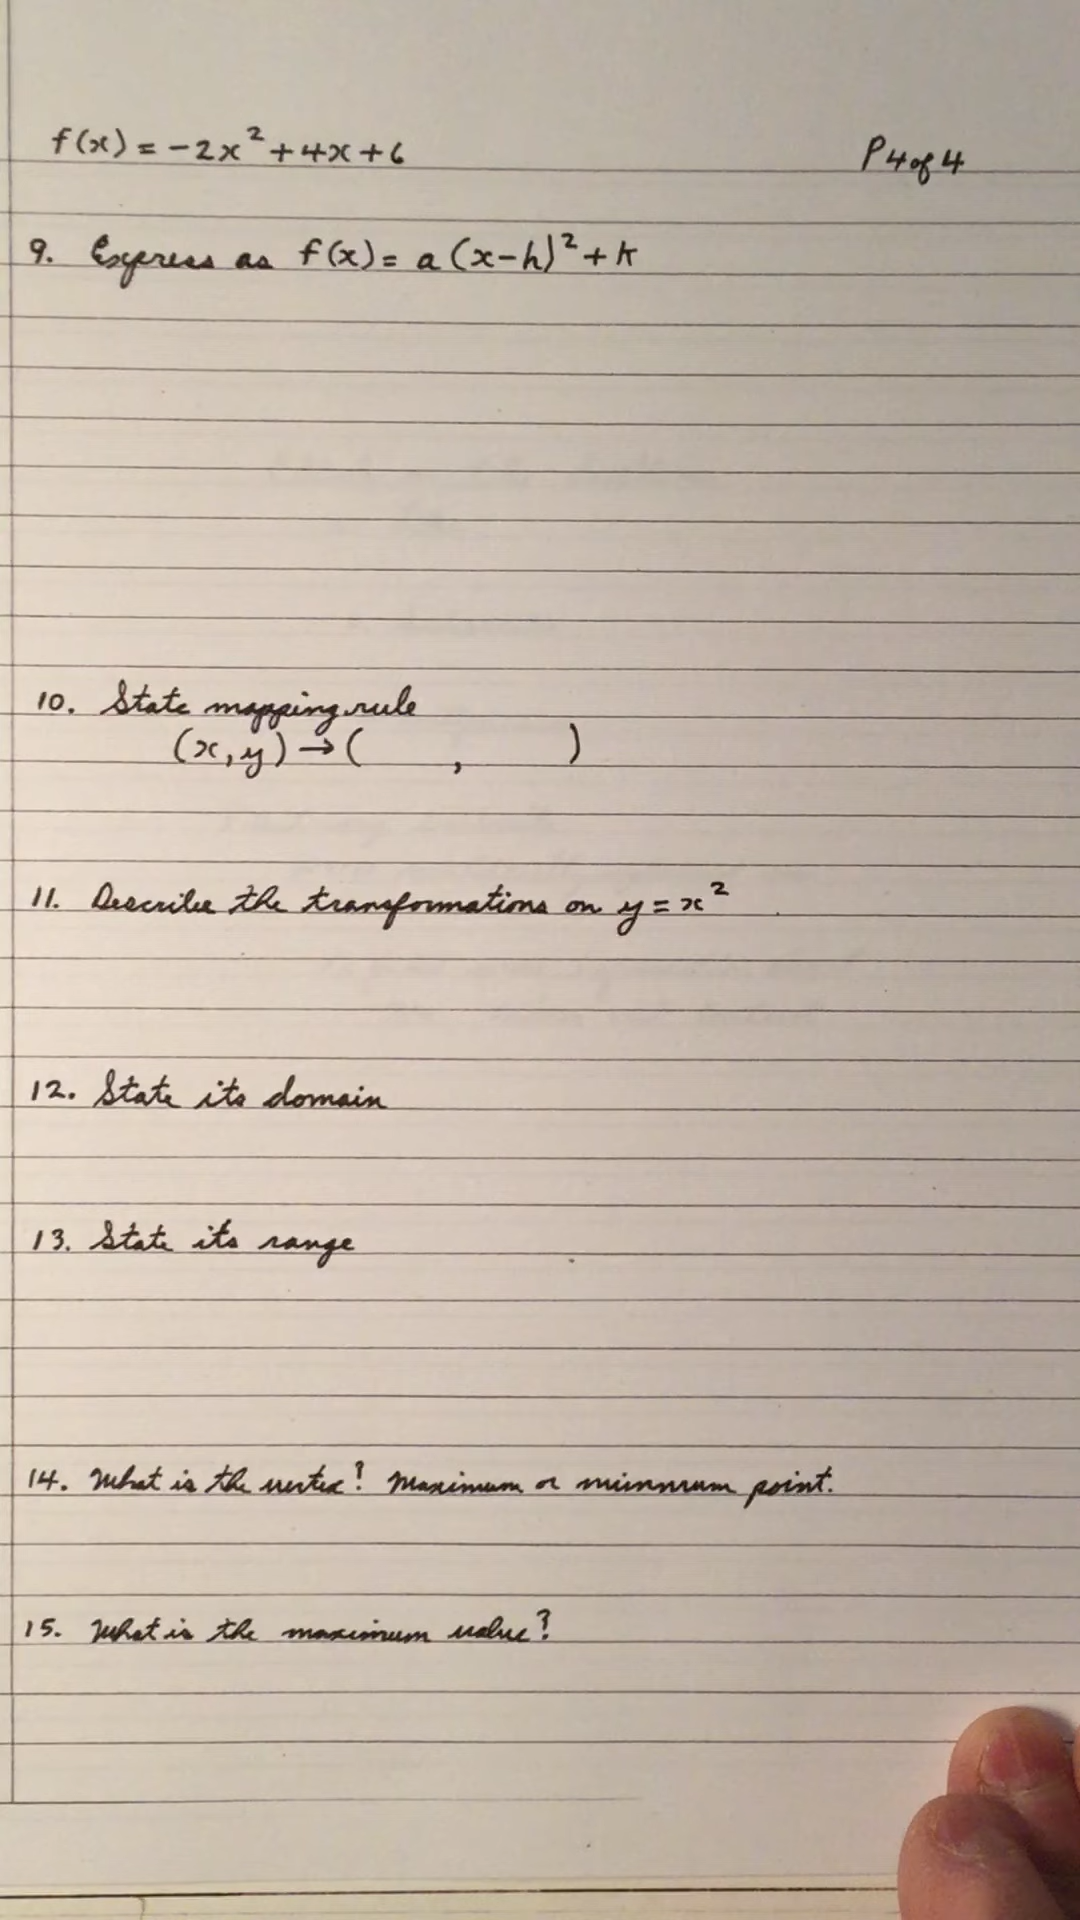 f(x) = -2x² + 4x + 6
P 4 of 4
9. Express as f(x) = a(x-h)² + k
10. State mapping rule
(x, y) → ( , )
11. Describe the transformations on y = x²
12. State its domain
13. State its range
14. What is the vertex? Maximum or minimum point.
15. What is the maximum value?